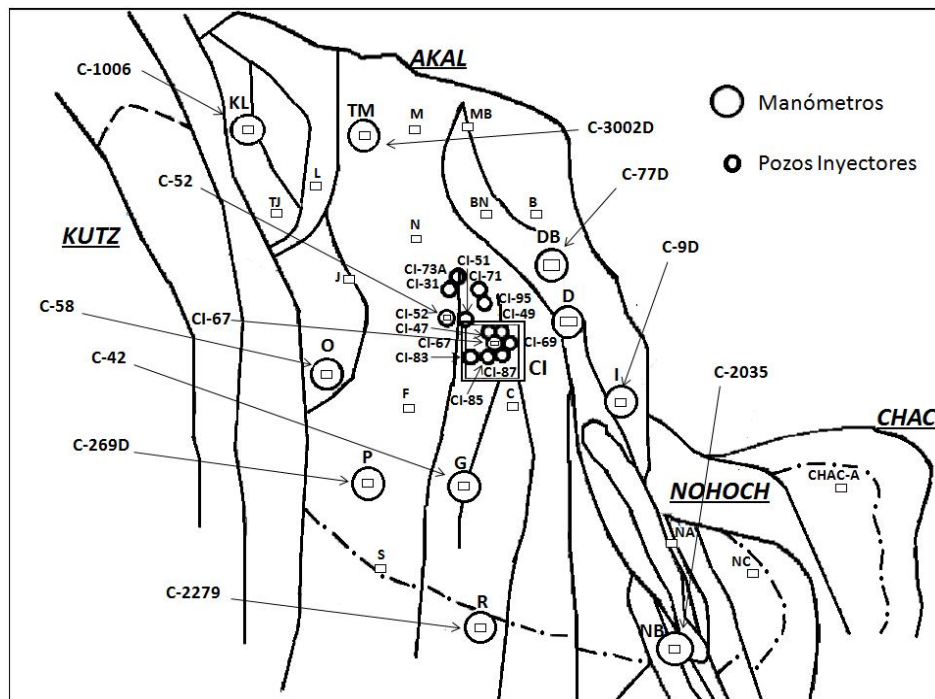 AKAL
C-1006
KL
TM
M
MB
Manómetros
C-3002D
Pozos Inyectores
C-52
L
C-77D
TJ
BN
B
KUTZ
N
DB
CI-51
C-9D
CI-73A
CI-71
J
CI-31
D
C-58
CI-52
CI-95
CI-49
CI-67
CI-47
CI-67
CI-69
O
C-42
CI-83
CI
C-2035
CI-87
I
CI-85
F
C
CHAC
C-269D
P
G
CHAC-A
NOHOCH
NA
S
NC
C-2279
R
NB